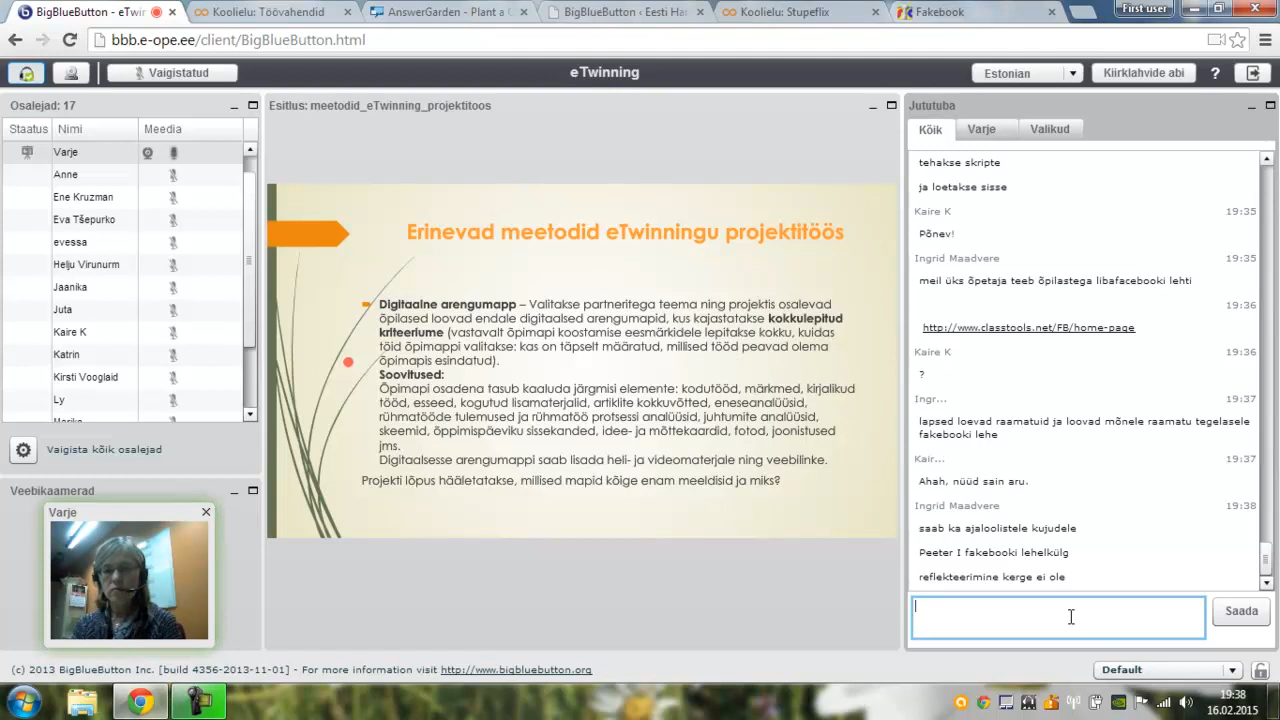 BigBlueButton - eTwir
Koolielu: Töövahendid
AnswerGarden - Plant a C
BigBlueButton ‹ Eesti Ha
Koolielu: Stupeflix
Fakebook
First user
bbb.e-ope.ee/client/BigBlueButton.html
Vaigistatud
eTwinning
Estonian
Kiirklahvide abi
?
Osalejad: 17
Staatus Nimi Meedia
Varje
Anne
Ene Kruzman
Eva Tšepurko
evessa
Helju Virunurm
Jaanika
Juta
Kaire K
Katrin
Kirsti Vooglaid
Ly
Vaigista kõik osalejad
Veebikaamerad
Varje
Esitlus: meetodid_eTwinning_projektitoos
Erinevad meetodid eTwinningu projektitöös
Digitaalne arengumapp – Valitakse partneritega teema ning projektis osalevad
õpilased loovad endale digitaalsed arengumapid, kus kajastatakse kokkulepitud
kriteeriume (vastavalt õpimapi koostamise eesmärkidele lepitakse kokku, kuidas
töid õpimappi valitakse: kas on täpselt määratud, millised tööd peavad olema
õpimapis esindatud).
Soovitused:
Õpimapi osadena tasub kaaluda järgmisi elemente: kodutööd, märkmed, kirjalikud
tööd, esseed, kogutud lisamaterjalid, artiklite kokkuvõtted, eneseanalüüsid,
rühmatööde tulemused ja rühmatöö protsessi analüüsid, juhtumite analüüsid,
skeemid, õppimispäeviku sissekanded, idee- ja mõttekaardid, fotod, joonistused
jms.
Digitaalsesse arengumappi saab lisada heli- ja videomaterjale ning veebilinke.
Projekti lõpus hääletatakse, millised mapid kõige enam meeldisid ja miks?
Jututuba
Kõik Varje Valikud
tehakse skripte
ja loetakse sisse
Kaire K 19:35
Põnev!
Ingrid Maadvere 19:35
meil üks õpetaja teeb õpilastega libafacebooki lehti
19:36
http://www.classtools.net/FB/home-page
Kaire K 19:36
?
Ingr... 19:37
lapsed loevad raamatuid ja loovad mõnele raamatu tegelasele
fakebooki lehe
Kair... 19:37
Ahah, nüüd sain aru.
Ingrid Maadvere 19:38
saab ka ajaloolistele kujudele
Peeter I fakebooki lehelkülg
reflekteerimine kerge ei ole
Saada
(c) 2013 BigBlueButton Inc. [build 4356-2013-11-01] - For more information visit http://www.bigbluebutton.org
Default
19:38
16.02.2015